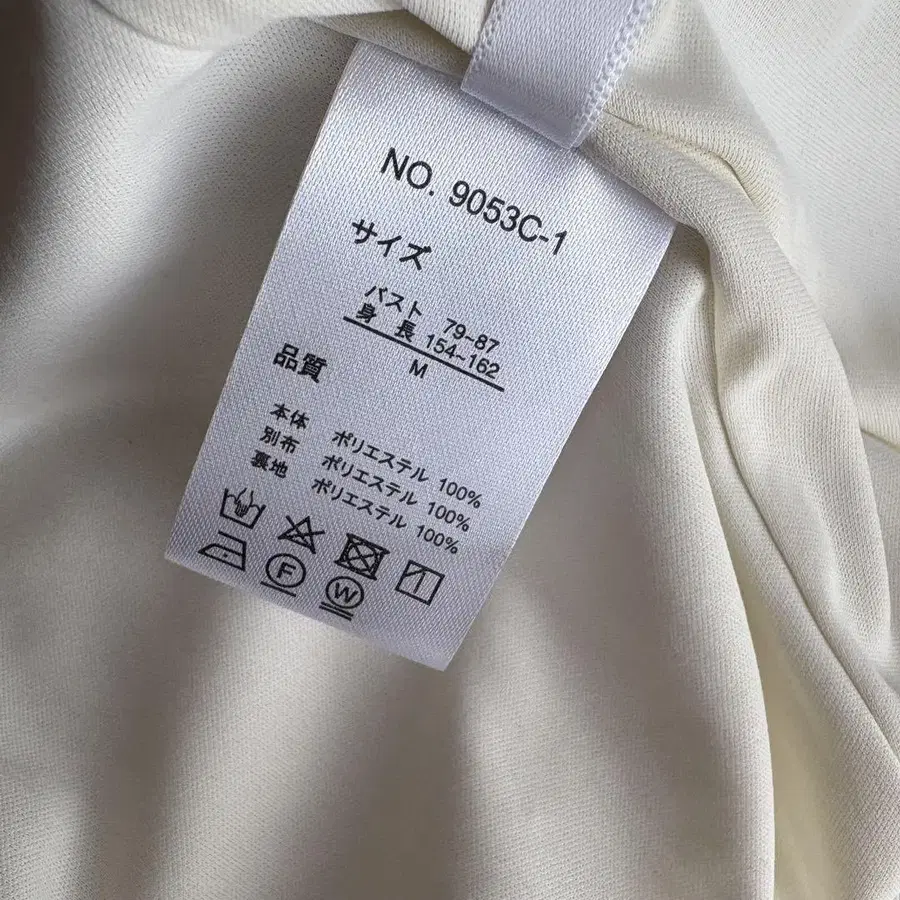 NO. 9053C-1
サイズ
バスト 79-87
身長 154-162
M
品質
本体 ポリエステル 100%
別布 ポリエステル 100%
裏地 ポリエステル 100%
F
W